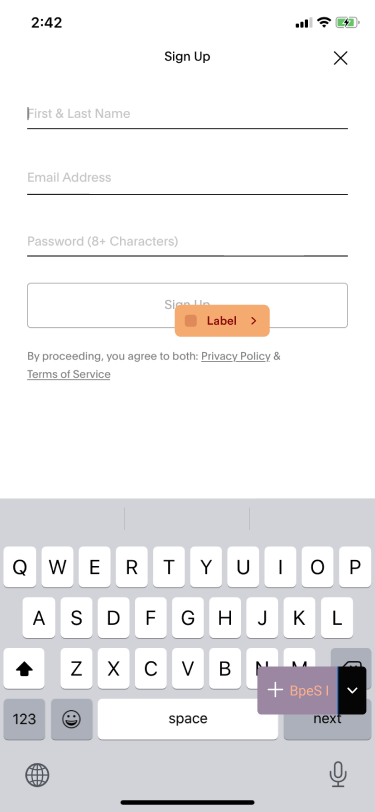 2:42
Sign Up
First & Last Name
Email Address
Password (8+ Characters)
Sign Up
Label
By proceeding, you agree to both: Privacy Policy &
Terms of Service
Q W E R T Y U I O P
A S D F G H J K L
Z X C V B N M
BpeS I
123 space next